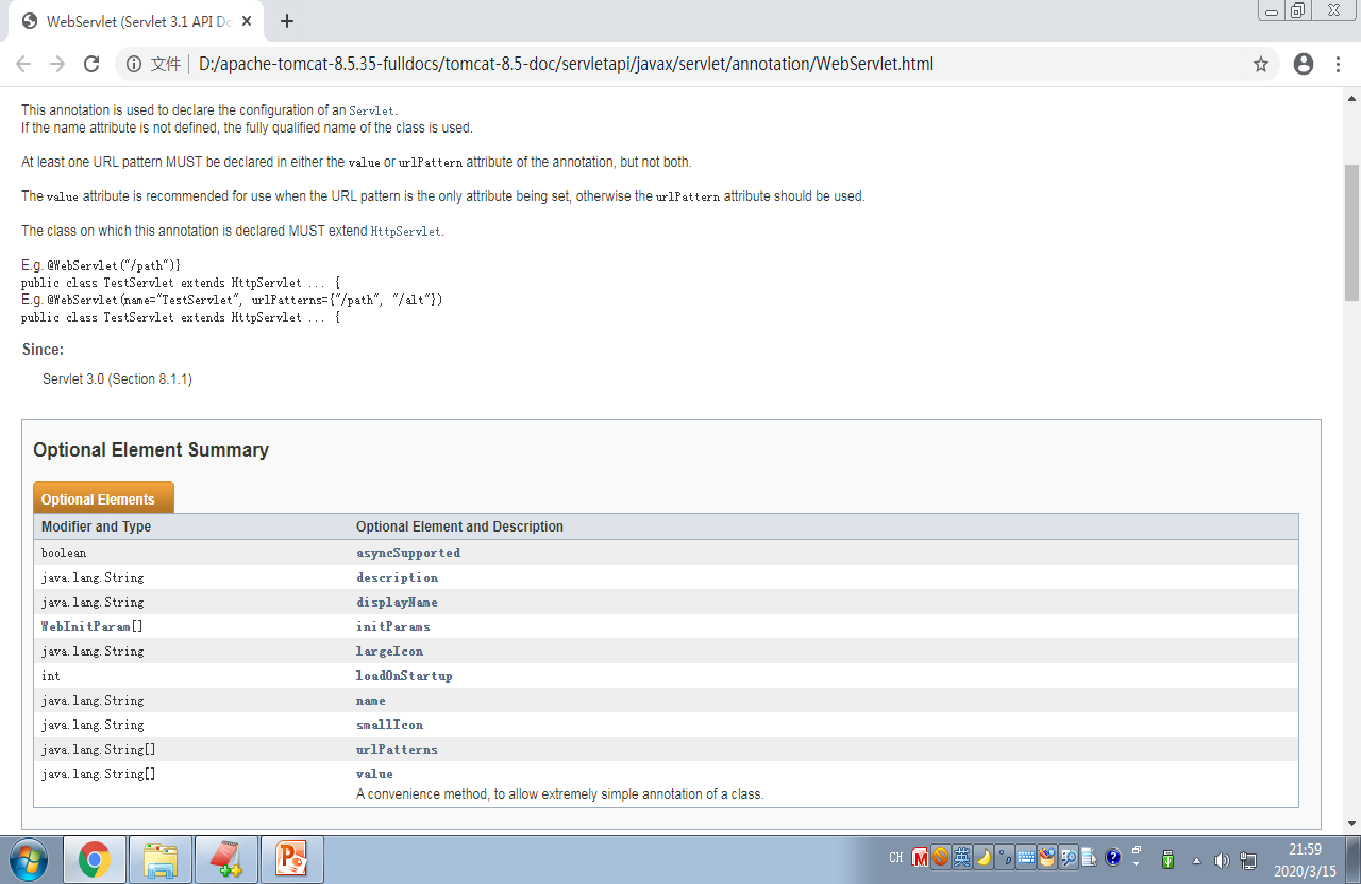 WebServlet (Servlet 3.1 API Do
文件 D:/apache-tomcat-8.5.35-fulldocs/tomcat-8.5-doc/servletapi/javax/servlet/annotation/WebServlet.html
This annotation is used to declare the configuration of an Servlet.
If the name attribute is not defined, the fully qualified name of the class is used.
At least one URL pattern MUST be declared in either the value or urlPattern attribute of the annotation, but not both.
The value attribute is recommended for use when the URL pattern is the only attribute being set, otherwise the urlPattern attribute should be used.
The class on which this annotation is declared MUST extend HttpServlet.
E.g. @WebServlet("/path")}
public class TestServlet extends HttpServlet ... {
E.g. @WebServlet(name="TestServlet", urlPatterns={"/path", "/alt"})
public class TestServlet extends HttpServlet ... {
Since:
Servlet 3.0 (Section 8.1.1)
Optional Element Summary
Optional Elements
Modifier and Type Optional Element and Description
boolean asyncSupported
java.lang.String description
java.lang.String displayName
WebInitParam[] initParams
java.lang.String largeIcon
int loadOnStartup
java.lang.String name
java.lang.String smallIcon
java.lang.String[] urlPatterns
java.lang.String[] value
A convenience method, to allow extremely simple annotation of a class.
CH M 英
21:59
2020/3/15